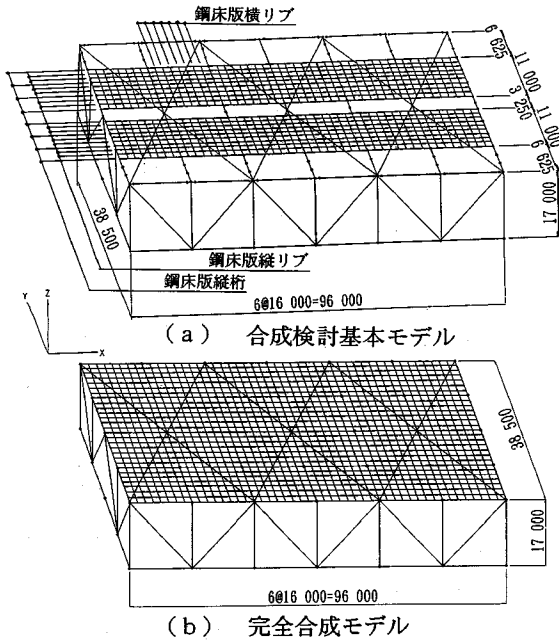 鋼床版横リブ
6 625
11 000
3 250
11 000
6 625
17 000
38 500
鋼床版縦リブ
鋼床版縦桁
6@16 000=96 000
Y Z X
(a) 合成検討基本モデル
38 500
17 000
6@16 000=96 000
(b) 完全合成モデル